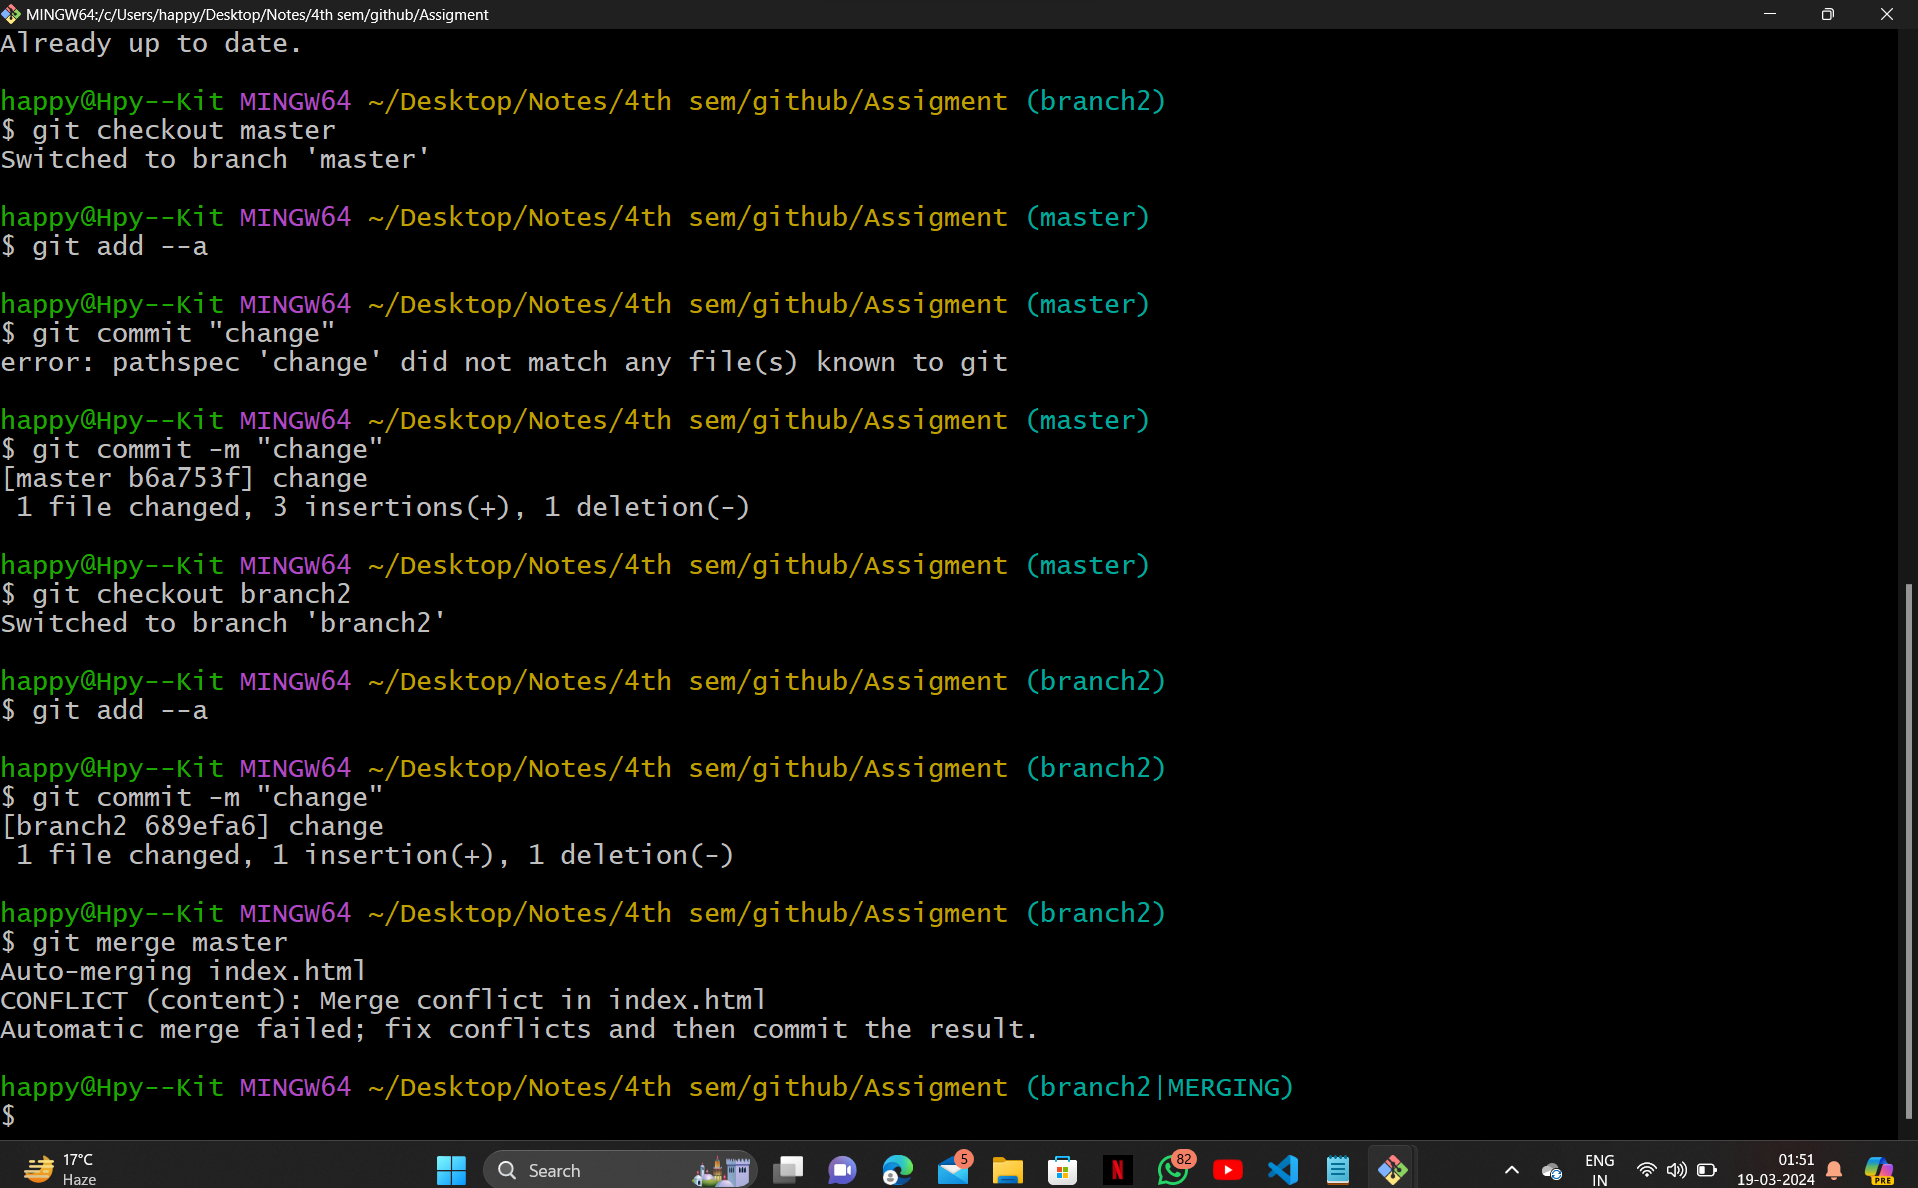 MINGW64:/c/Users/happy/Desktop/Notes/4th sem/github/Assigment
Already up to date.
happy@Hpy--Kit MINGW64 ~/Desktop/Notes/4th sem/github/Assigment (branch2)
$ git checkout master
Switched to branch 'master'
happy@Hpy--Kit MINGW64 ~/Desktop/Notes/4th sem/github/Assigment (master)
$ git add --a
happy@Hpy--Kit MINGW64 ~/Desktop/Notes/4th sem/github/Assigment (master)
$ git commit "change"
error: pathspec 'change' did not match any file(s) known to git
happy@Hpy--Kit MINGW64 ~/Desktop/Notes/4th sem/github/Assigment (master)
$ git commit -m "change"
[master b6a753f] change
 1 file changed, 3 insertions(+), 1 deletion(-)
happy@Hpy--Kit MINGW64 ~/Desktop/Notes/4th sem/github/Assigment (master)
$ git checkout branch2
Switched to branch 'branch2'
happy@Hpy--Kit MINGW64 ~/Desktop/Notes/4th sem/github/Assigment (branch2)
$ git add --a
happy@Hpy--Kit MINGW64 ~/Desktop/Notes/4th sem/github/Assigment (branch2)
$ git commit -m "change"
[branch2 689efa6] change
 1 file changed, 1 insertion(+), 1 deletion(-)
happy@Hpy--Kit MINGW64 ~/Desktop/Notes/4th sem/github/Assigment (branch2)
$ git merge master
Auto-merging index.html
CONFLICT (content): Merge conflict in index.html
Automatic merge failed; fix conflicts and then commit the result.
happy@Hpy--Kit MINGW64 ~/Desktop/Notes/4th sem/github/Assigment (branch2|MERGING)
$
17°C
Haze
Search
5
N
82
PRE
ENG
IN
01:51
19-03-2024